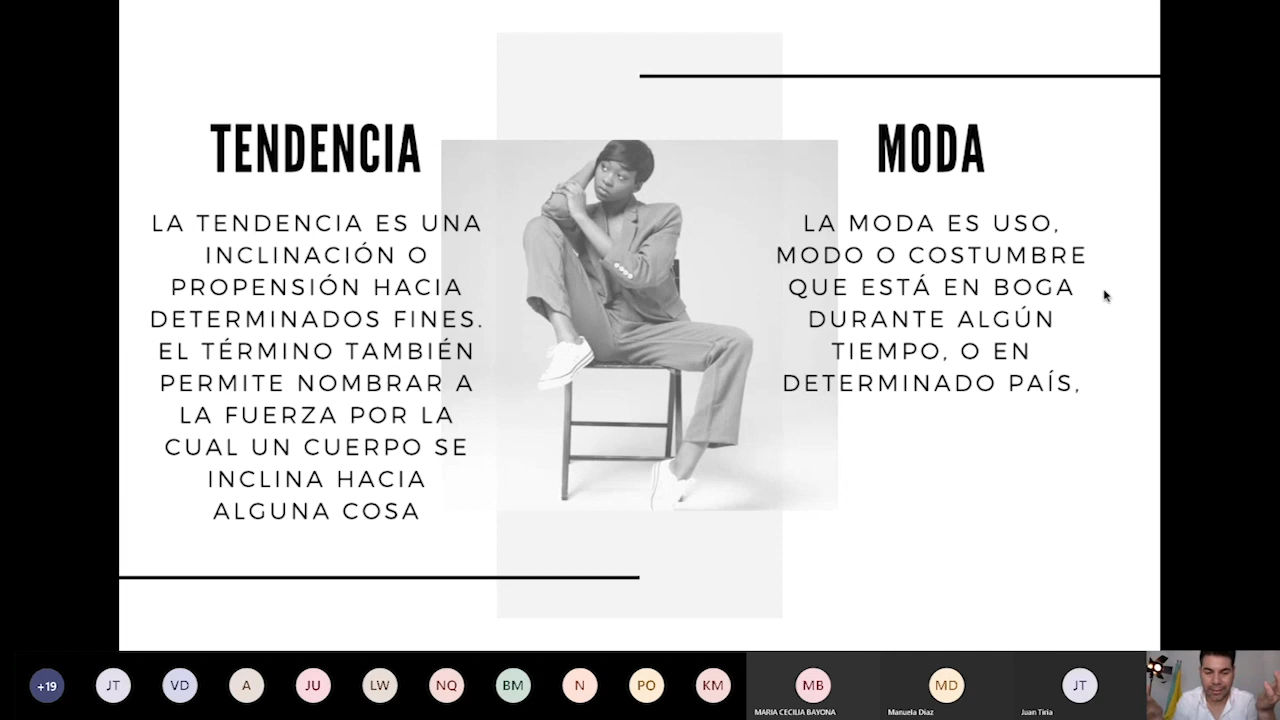 TENDENCIA
LA TENDENCIA ES UNA
INCLINACIÓN O
PROPENSIÓN HACIA
DETERMINADOS FINES.
EL TÉRMINO TAMBIÉN
PERMITE NOMBRAR A
LA FUERZA POR LA
CUAL UN CUERPO SE
INCLINA HACIA
ALGUNA COSA
MODA
LA MODA ES USO,
MODO O COSTUMBRE
QUE ESTÁ EN BOGA
DURANTE ALGÚN
TIEMPO, O EN
DETERMINADO PAÍS,
+19
JT
VD
A
JU
LW
NQ
BM
N
PO
KM
MB
MARIA CECILIA BAYONA
MD
Manuela Diaz
JT
Juan Tiria